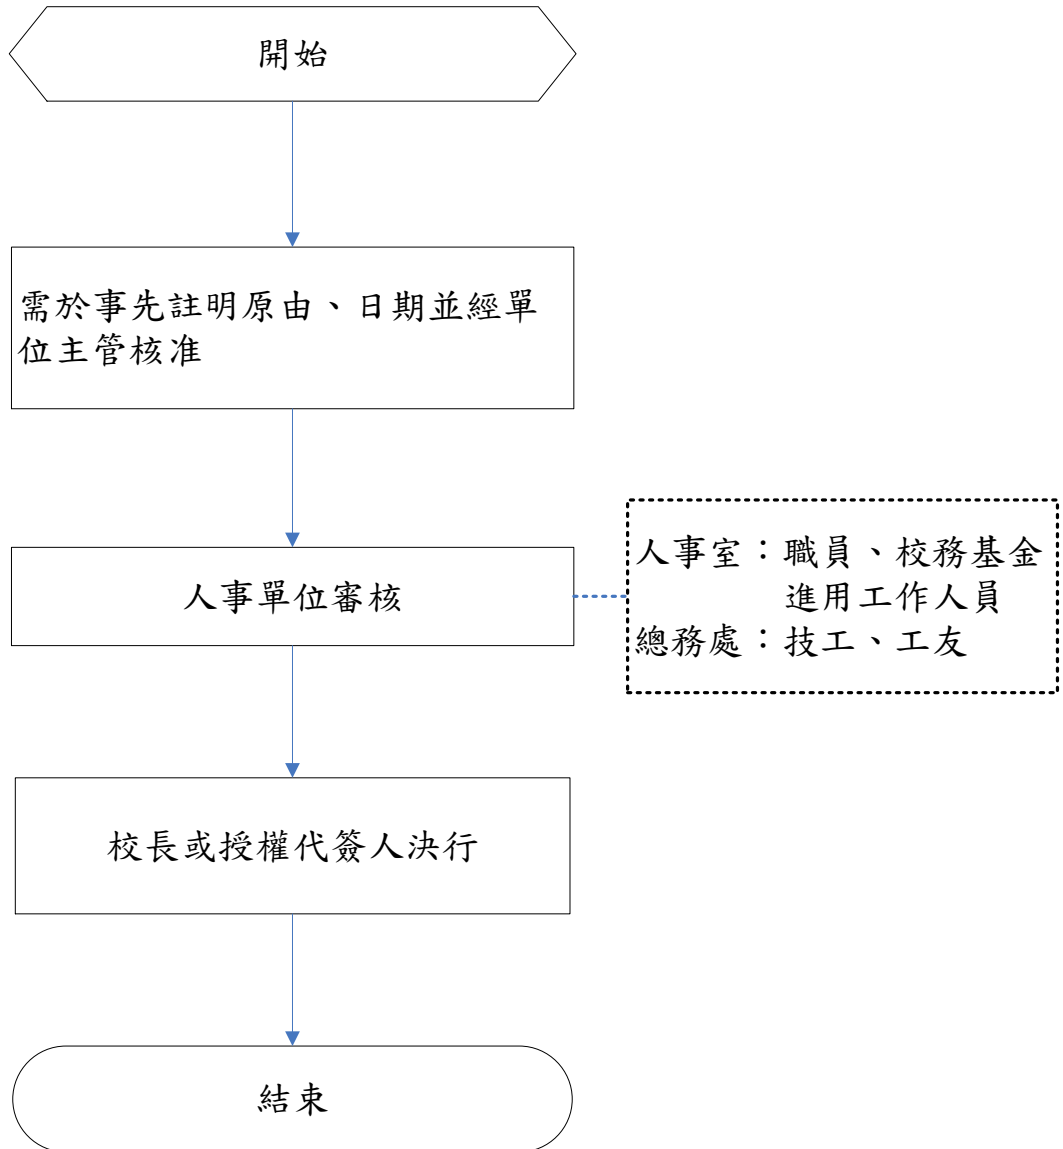 開始
需於事先註明原由、日期並經單
位主管核准
人事單位審核
人事室：職員、校務基金
進用工作人員
總務處：技工、工友
校長或授權代簽人決行
結束